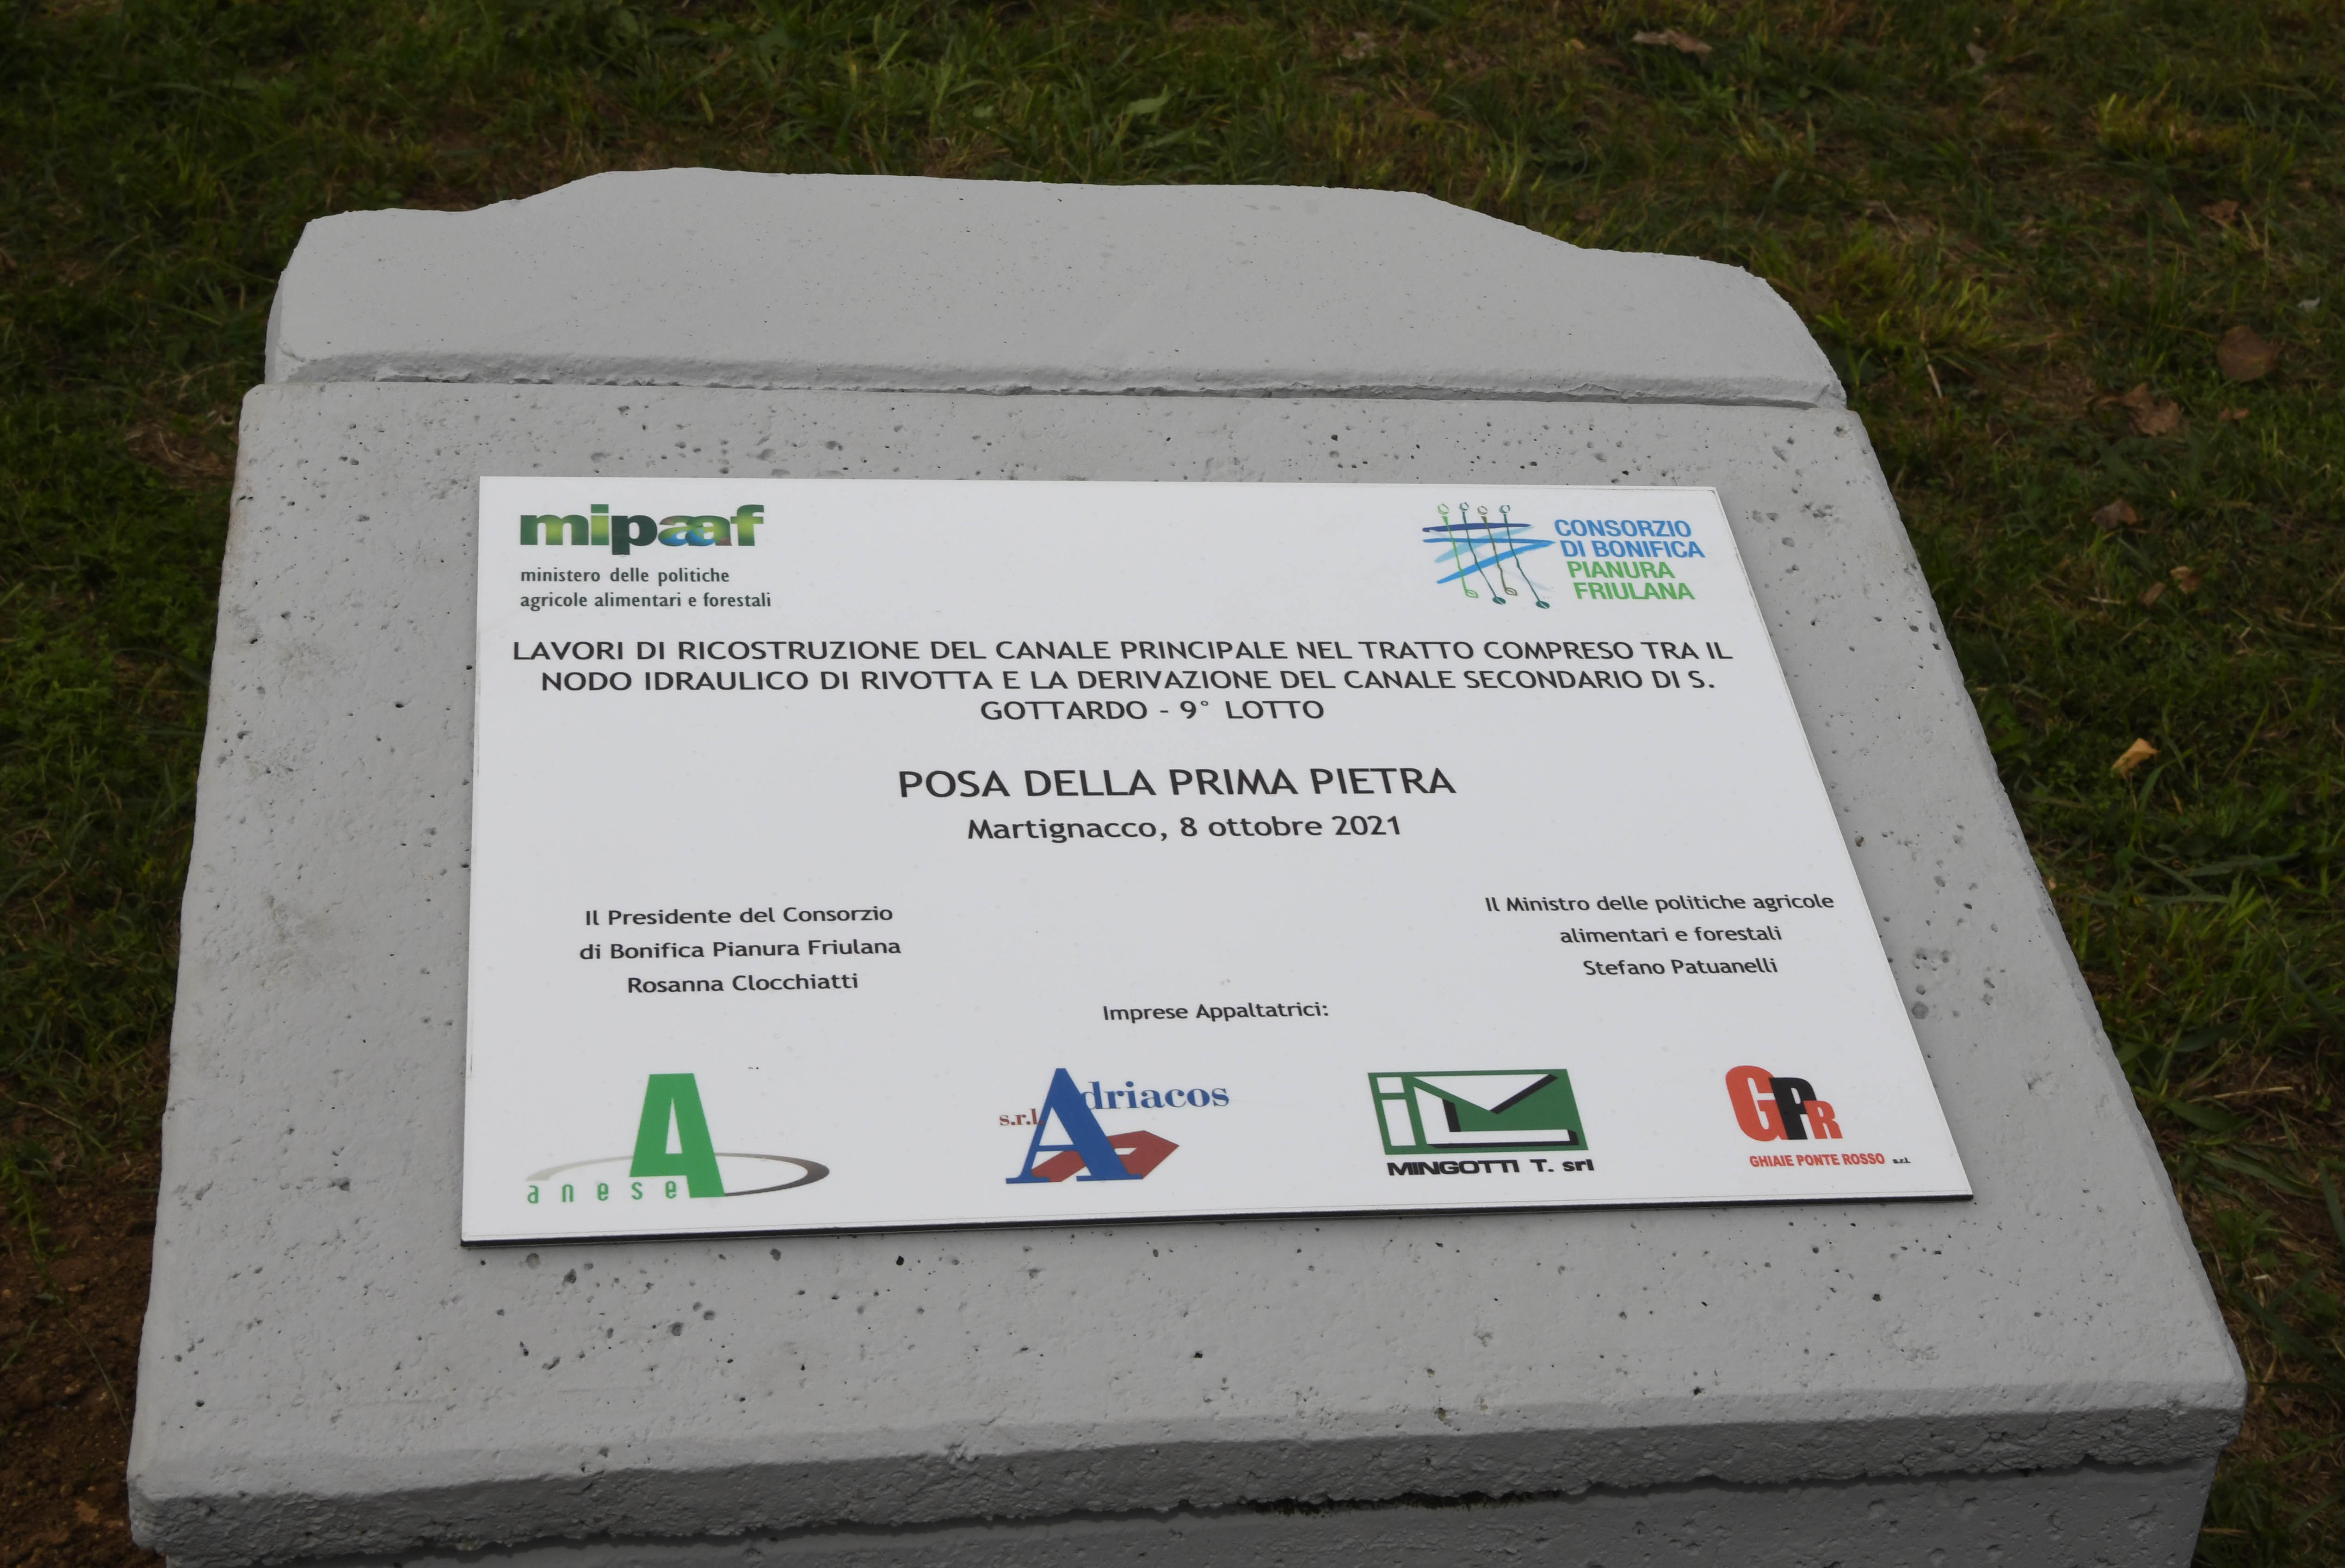 mipaaf
ministero delle politiche
agricole alimentari e forestali
CONSORZIO
DI BONIFICA
PIANURA
FRIULANA
LAVORI DI RICOSTRUZIONE DEL CANALE PRINCIPALE NEL TRATTO COMPRESO TRA IL
NODO IDRAULICO DI RIVOTTA E LA DERIVAZIONE DEL CANALE SECONDARIO DI S.
GOTTARDO - 9° LOTTO
POSA DELLA PRIMA PIETRA
Martignacco, 8 ottobre 2021
Il Presidente del Consorzio
di Bonifica Pianura Friulana
Rosanna Clocchiatti
Il Ministro delle politiche agricole
alimentari e forestali
Stefano Patuanelli
Imprese Appaltatrici:
A
anese
Adriacos
s.r.l.
MINGOTTI T. srl
GPR
GHIAIE PONTE ROSSO s.r.l.